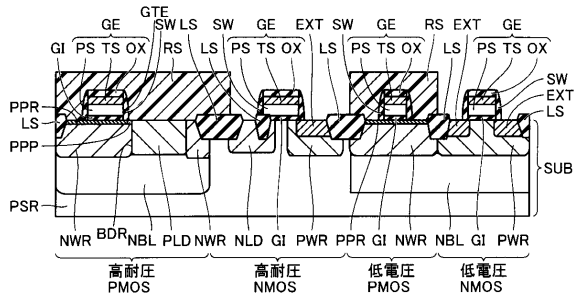 GTE
GE SW LS GE EXT SW GE RS EXT GE
GI PS TS OX RS LS PS TS OX LS PS TS OX LS PS TS OX
PPR
LS
PPP
SW
EXT
LS
SUB
PSR
NWR BDR NBL PLD NWR NLD GI PWR PPR GI NWR NBL GI PWR
高耐圧 高耐圧 低電圧 低電圧
PMOS NMOS PMOS NMOS